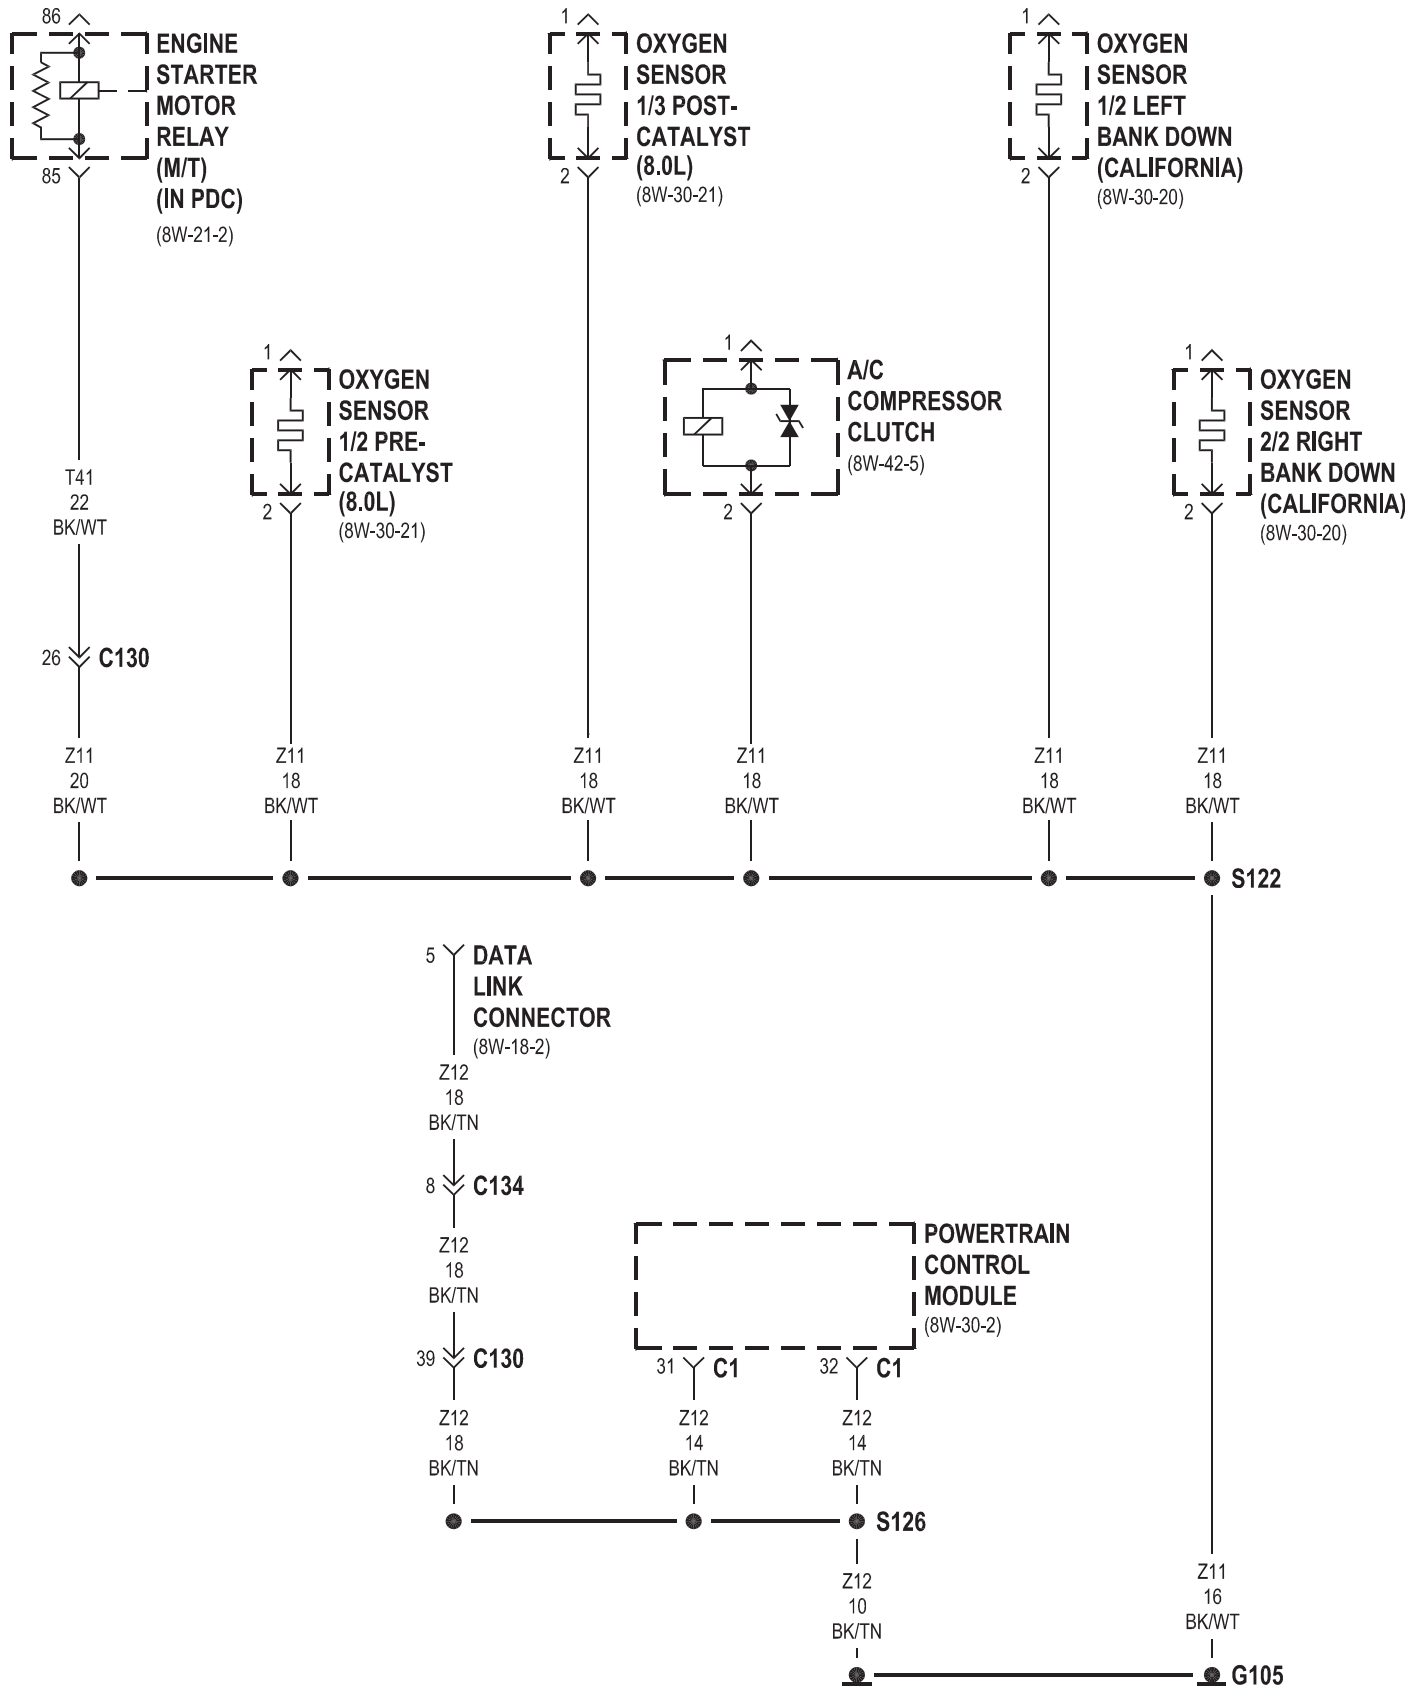 86
ENGINE
STARTER
MOTOR
RELAY
(M/T)
(IN PDC)
(8W-21-2)
85
1
OXYGEN
SENSOR
1/3 POST-
CATALYST
(8.0L)
(8W-30-21)
2
1
OXYGEN
SENSOR
1/2 LEFT
BANK DOWN
(CALIFORNIA)
(8W-30-20)
2
1
OXYGEN
SENSOR
1/2 PRE-
CATALYST
(8.0L)
(8W-30-21)
2
1
A/C
COMPRESSOR
CLUTCH
(8W-42-5)
2
1
OXYGEN
SENSOR
2/2 RIGHT
BANK DOWN
(CALIFORNIA)
(8W-30-20)
2
T41
22
BK/WT
26
C130
Z11
20
BK/WT
Z11
18
BK/WT
Z11
18
BK/WT
Z11
18
BK/WT
Z11
18
BK/WT
Z11
18
BK/WT
S122
5
DATA
LINK
CONNECTOR
(8W-18-2)
Z12
18
BK/TN
8
C134
Z12
18
BK/TN
39
C130
Z12
18
BK/TN
POWERTRAIN
CONTROL
MODULE
(8W-30-2)
31
C1
32
C1
Z12
14
BK/TN
Z12
14
BK/TN
S126
Z12
10
BK/TN
Z11
16
BK/WT
G105